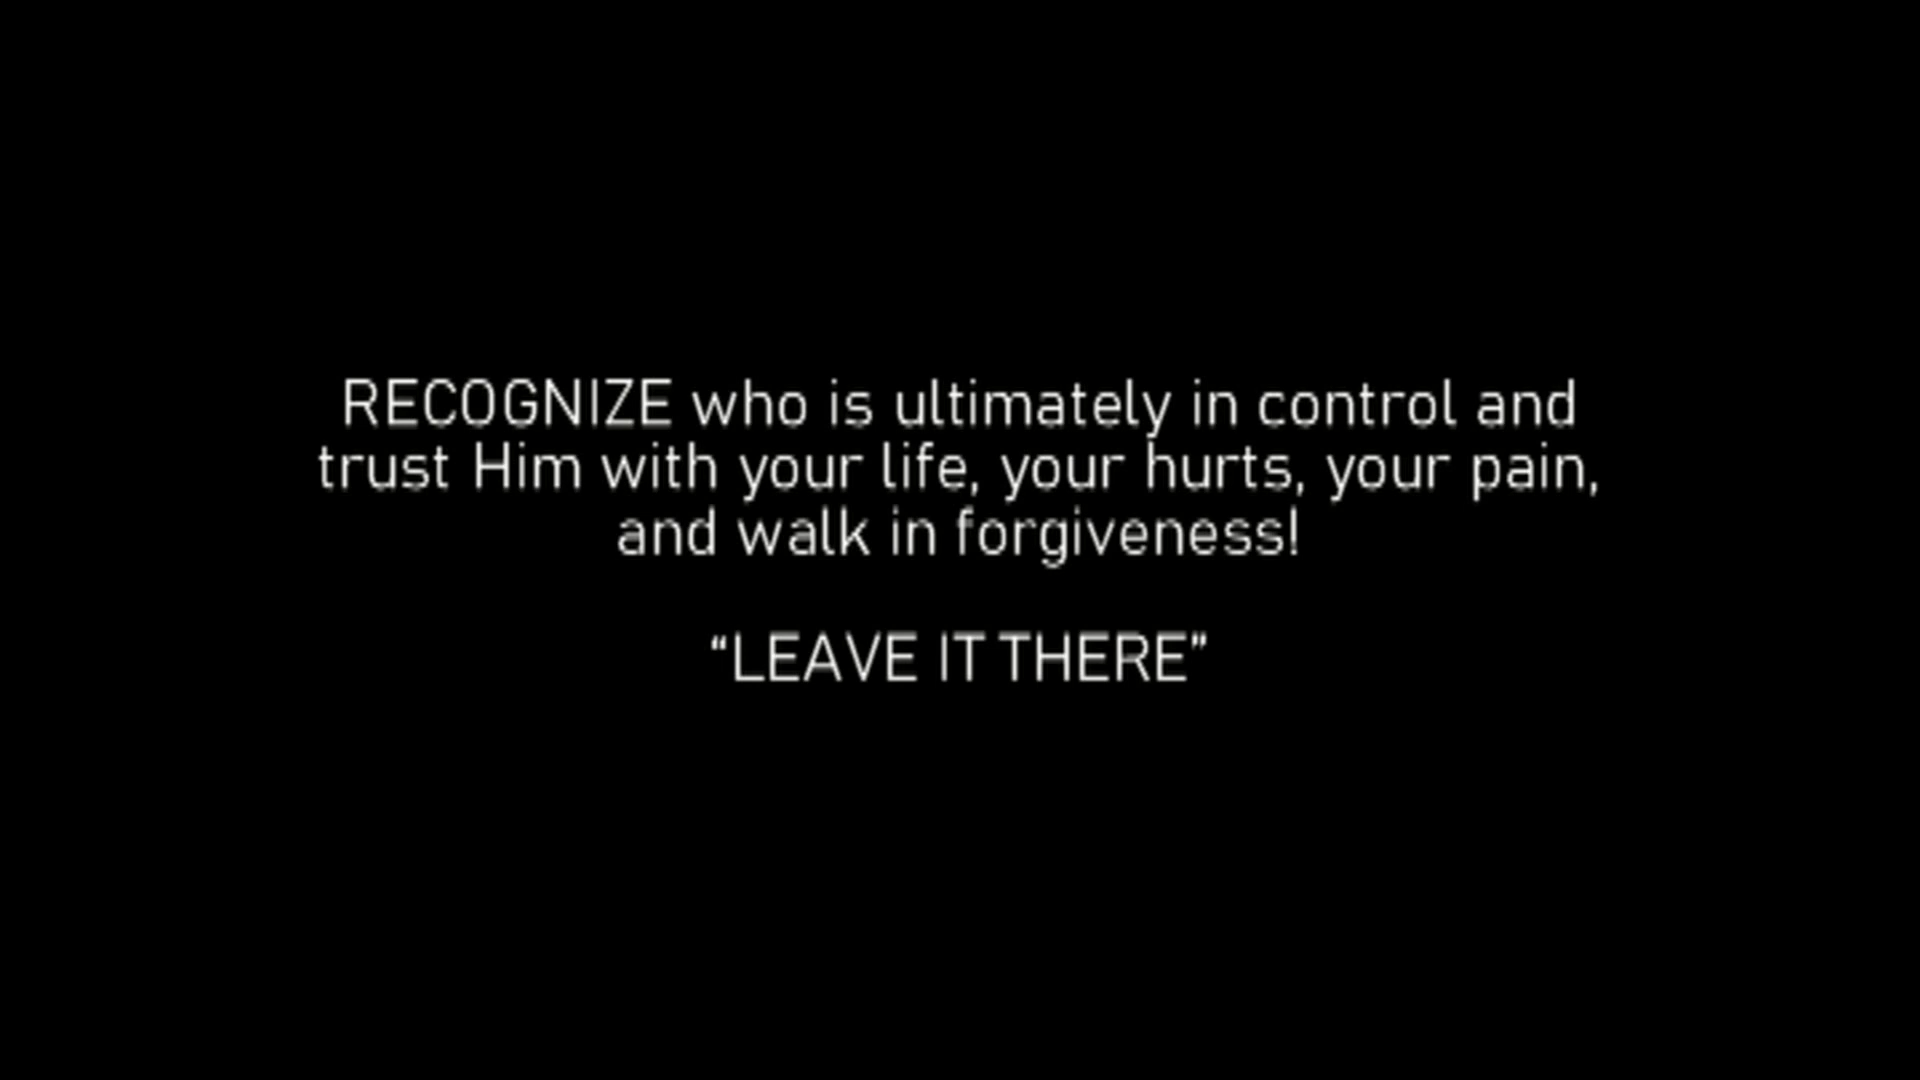 RECOGNIZE who is ultimately in control and
trust Him with your life, your hurts, your pain,
and walk in forgiveness!
“LEAVE IT THERE”